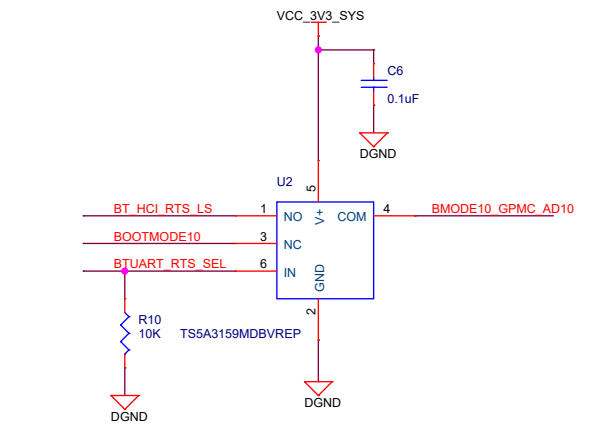 VCC_3V3_SYS
C6
0.1uF
DGND
U2
5
BT_HCI_RTS_LS
1
NO
V+
COM
4
BMODE10_GPMC_AD10
BOOTMODE10
3
NC
BTUART_RTS_SEL
6
IN
GND
2
R10
10K
TS5A3159MDBVREP
DGND
DGND